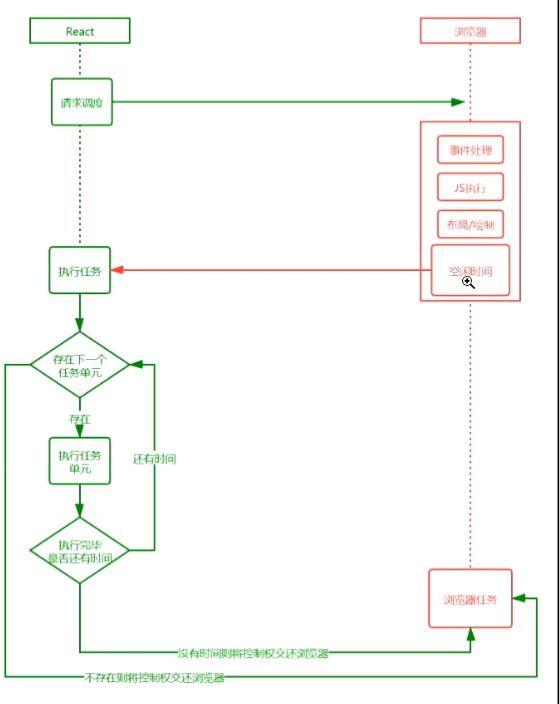 React
浏览器
请求调度
事件处理
JS执行
布局/绘制
执行任务
空闲时间
存在下一个
任务单元
存在
执行任务
单元
还有时间
执行完毕
是否还有时间
浏览器任务
没有时间则将控制权交还浏览器
不存在则将控制权交还浏览器